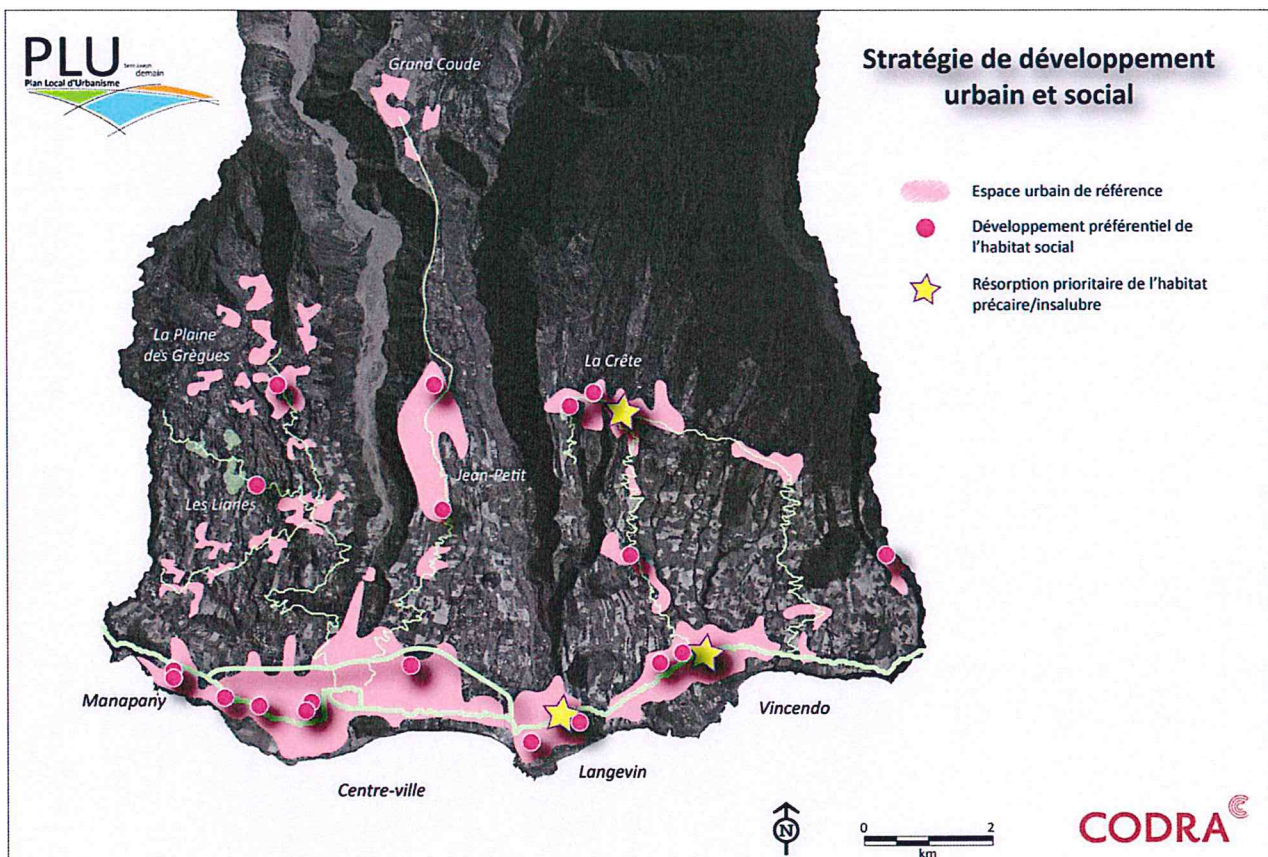 PLU
demain
Plan Local d'Urbanisme
Stratégie de développement
urbain et social
Espace urbain de référence
Développement préférentiel de
l'habitat social
Résorption prioritaire de l'habitat
précaire/insalubre
Grand Coude
La Plaine
des Grègues
La Crête
Jean-Petit
Les Lianes
Manapany
Vincendo
Langevin
Centre-ville
N
0 2
km
CODRA